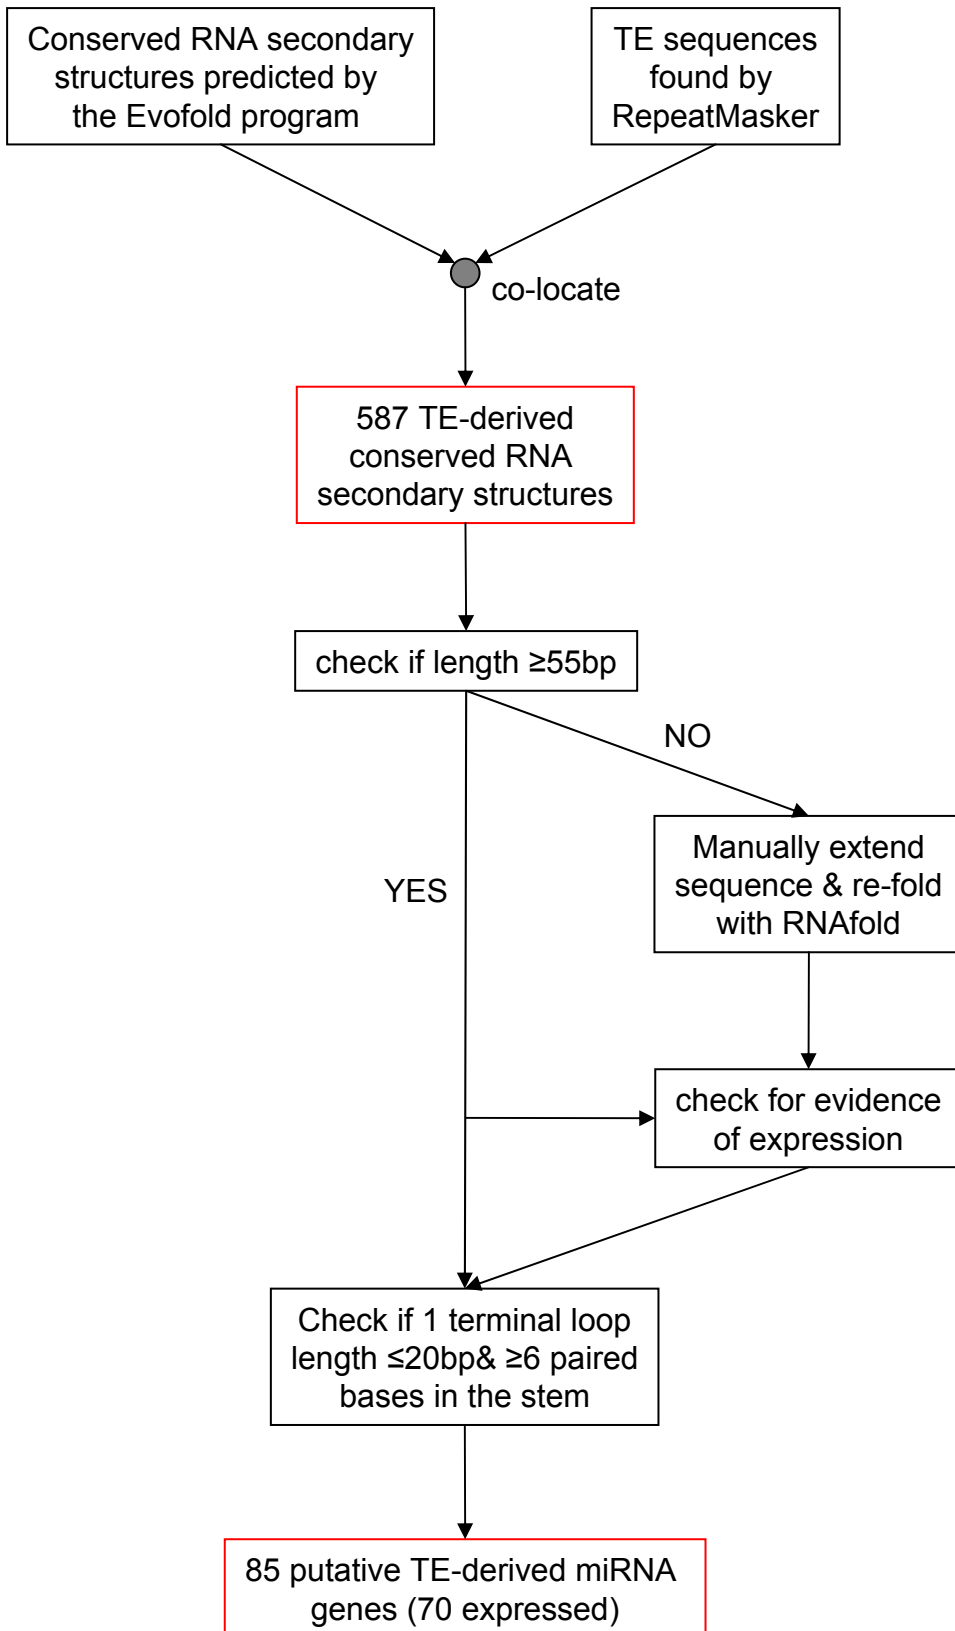 Conserved RNA secondary
structures predicted by
the Evofold program
TE sequences
found by
RepeatMasker
co-locate
587 TE-derived
conserved RNA
secondary structures
check if length ≥55bp
NO
YES
Manually extend
sequence & re-fold
with RNAfold
check for evidence
of expression
Check if 1 terminal loop
length ≤20bp& ≥6 paired
bases in the stem
85 putative TE-derived miRNA
genes (70 expressed)